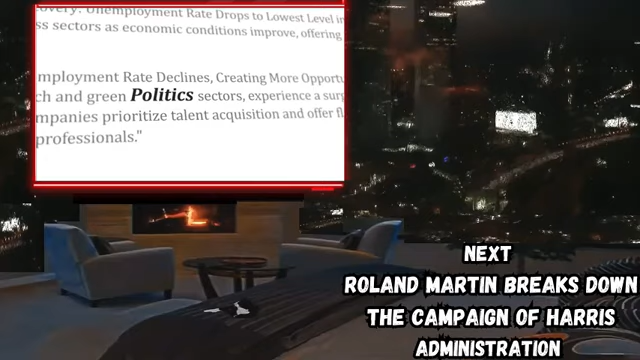 overy: Unemployment Rate Drops to Lowest Level in
ss sectors as economic conditions improve, offering
mployment Rate Declines, Creating More Opportu
ch and green Politics sectors, experience a surg
mpanies prioritize talent acquisition and offer fl
professionals."
NEXT
ROLAND MARTIN BREAKS DOWN
THE CAMPAIGN OF HARRIS
ADMINISTRATION